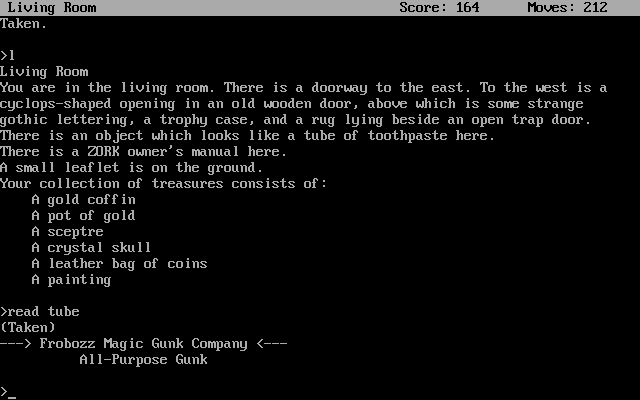 Living Room Score: 164 Moves: 212
Taken.
>l
Living Room
You are in the living room. There is a doorway to the east. To the west is a
cyclops-shaped opening in an old wooden door, above which is some strange
gothic lettering, a trophy case, and a rug lying beside an open trap door.
There is an object which looks like a tube of toothpaste here.
There is a ZORK owner's manual here.
A small leaflet is on the ground.
Your collection of treasures consists of:
A gold coffin
A pot of gold
A sceptre
A crystal skull
A leather bag of coins
A painting
>read tube
(Taken)
---> Frobozz Magic Gunk Company <---
All-Purpose Gunk
>_